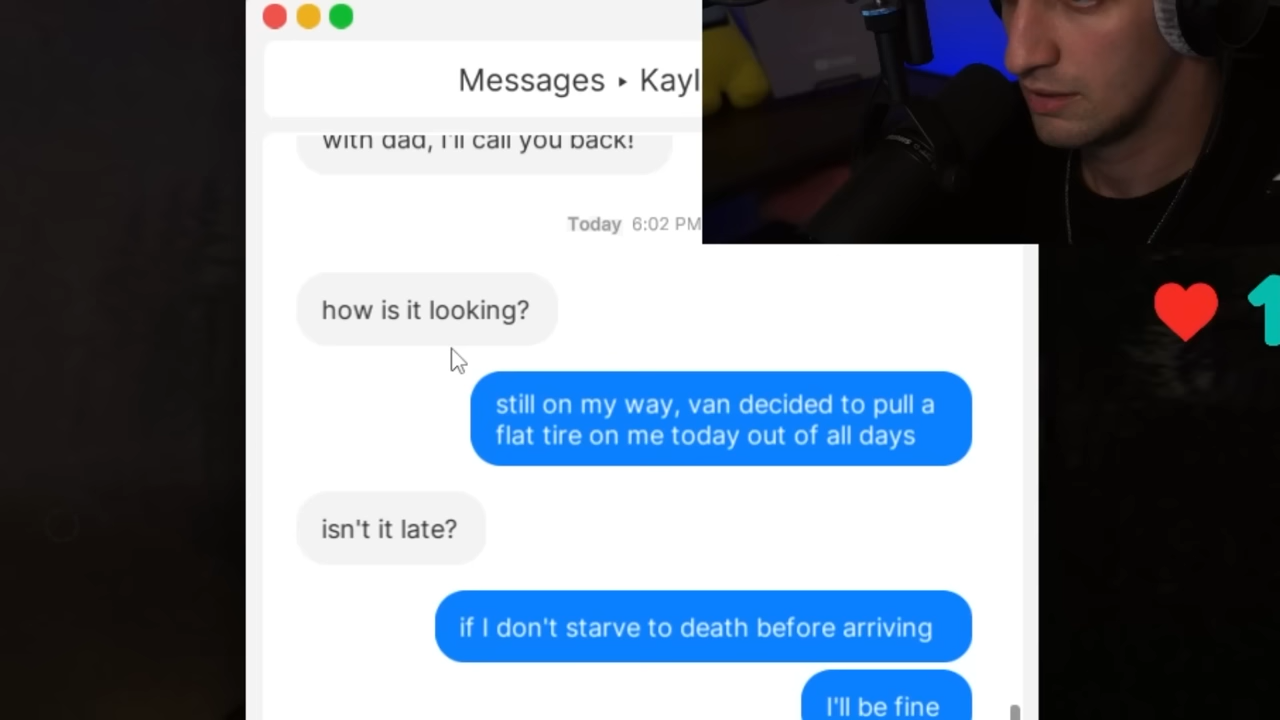 Messages ▸ Kayl
with dad, I'll call you back!
Today 6:02 PM
how is it looking?
still on my way, van decided to pull a
flat tire on me today out of all days
isn't it late?
if I don't starve to death before arriving
I'll be fine